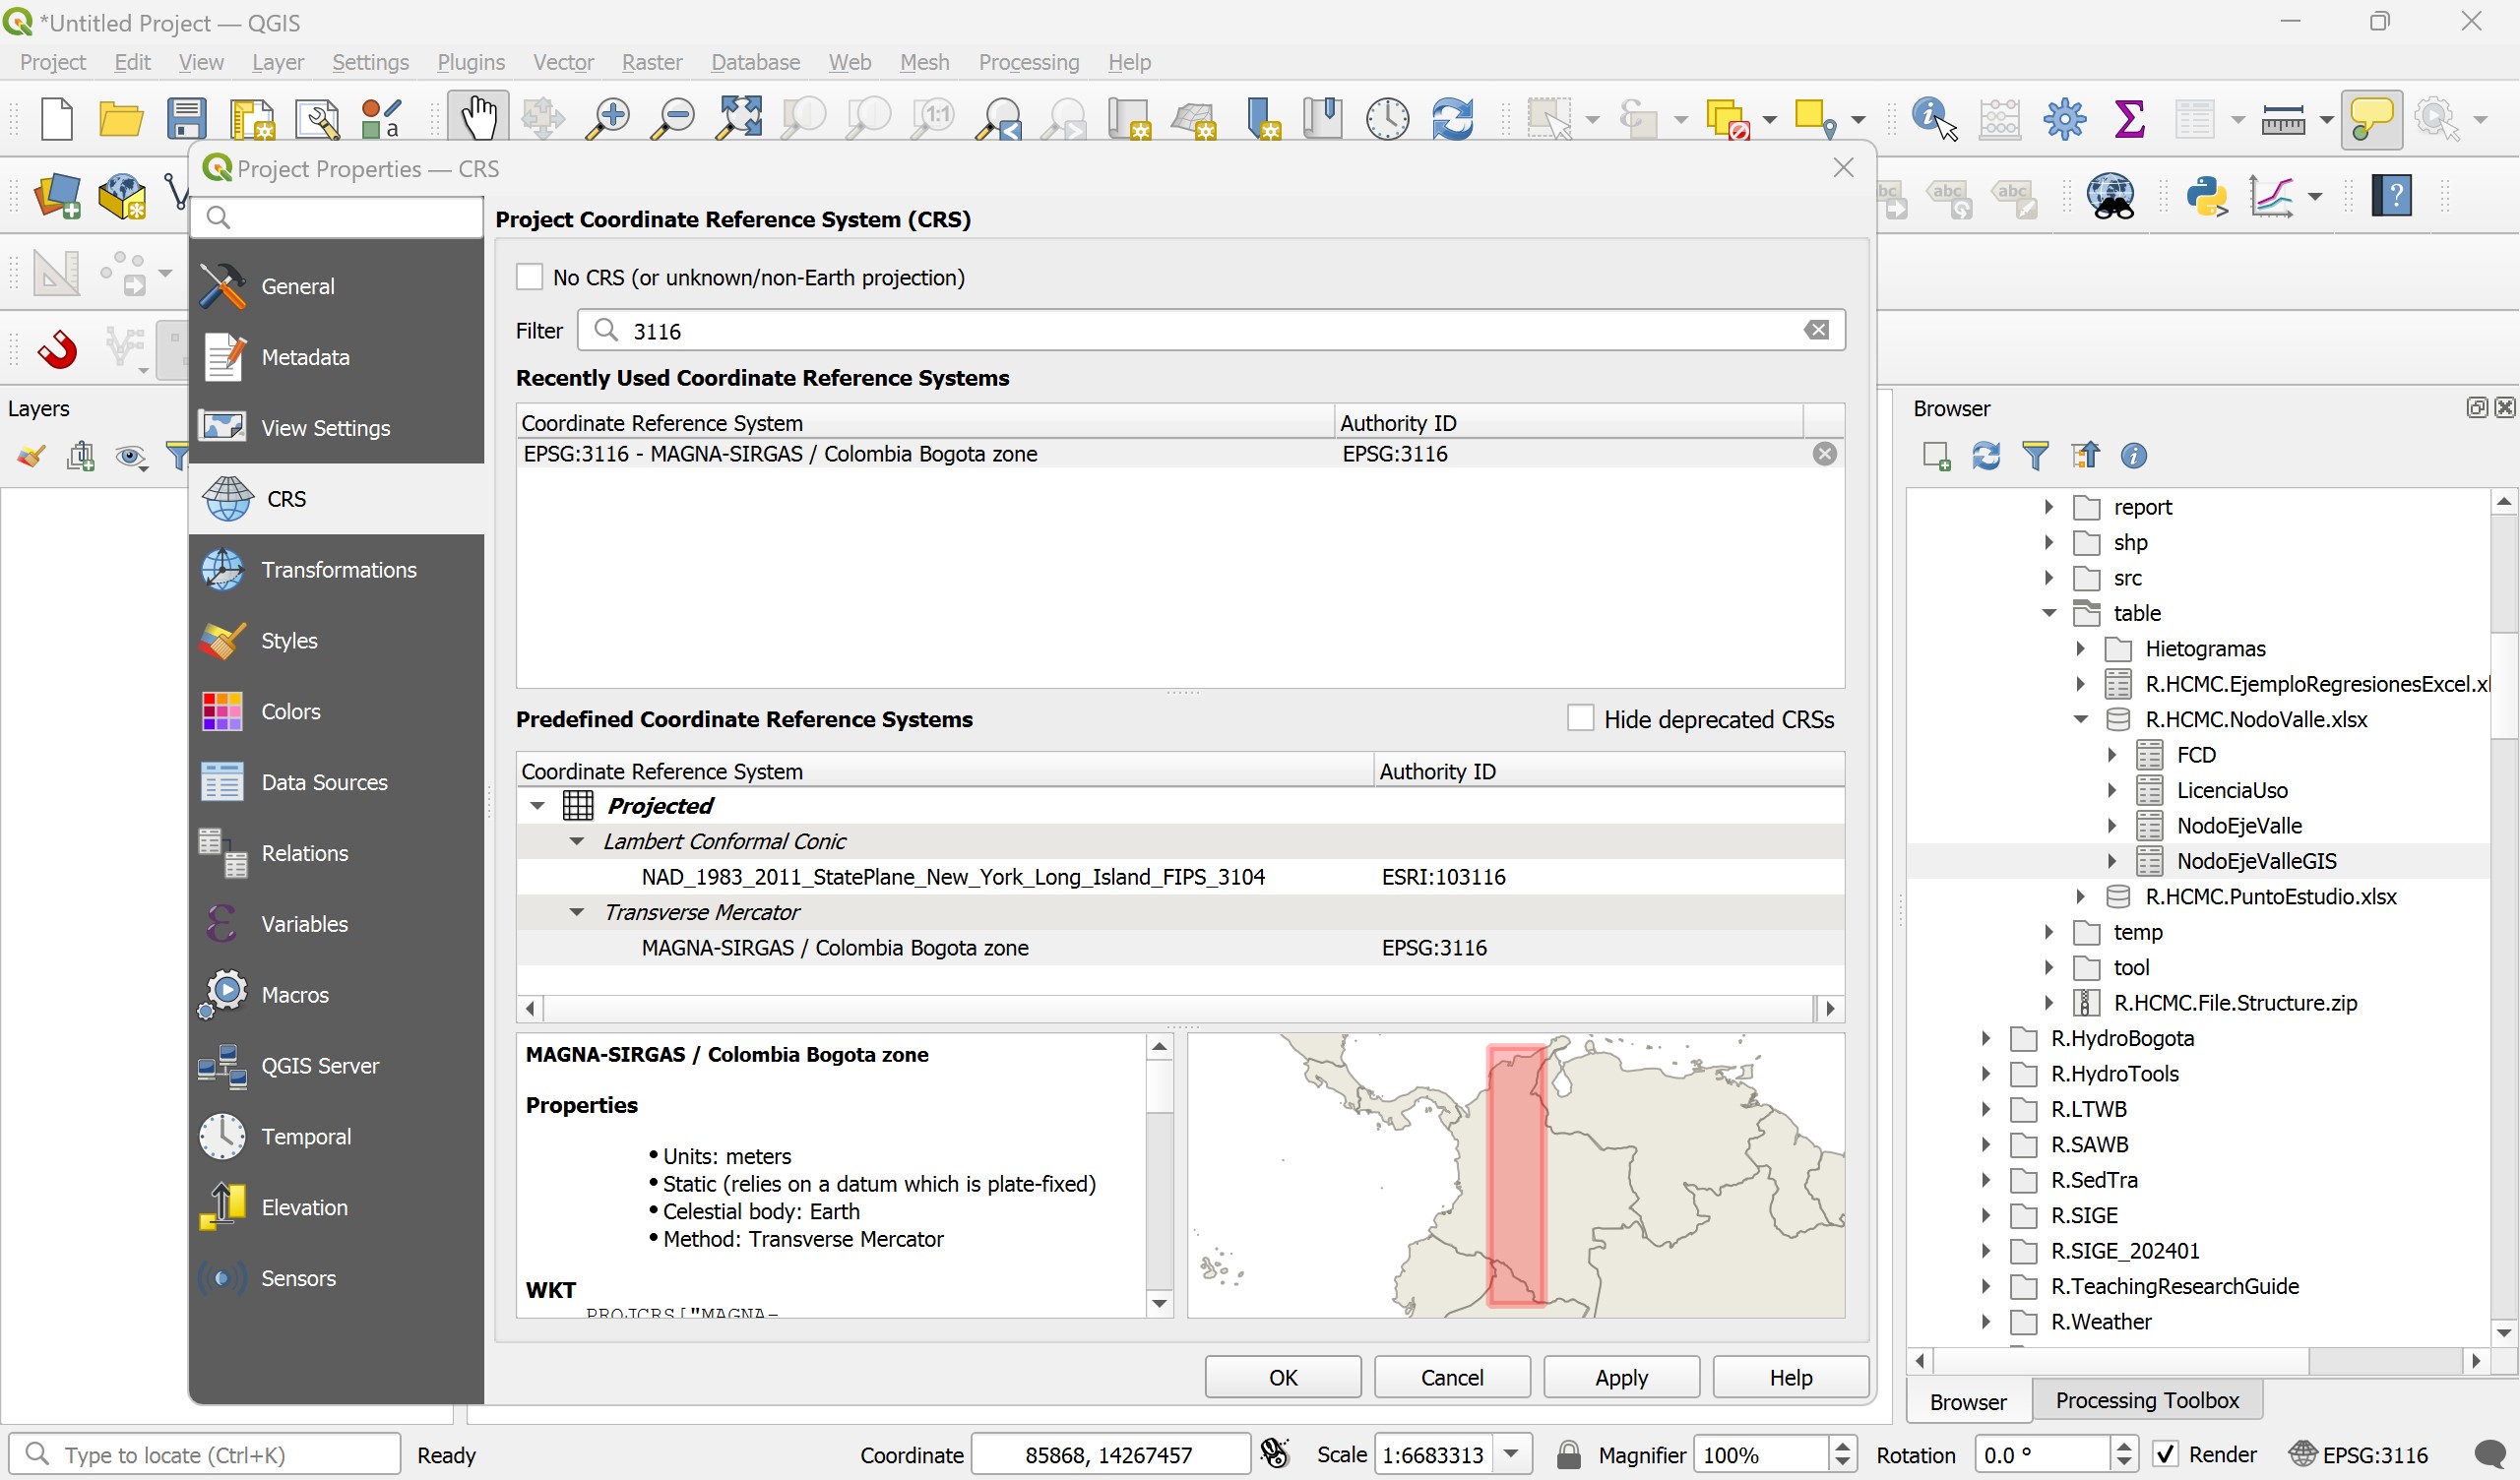 *Untitled Project — QGIS
Project Edit View Layer Settings Plugins Vector Raster Database Web Mesh Processing Help
Project Properties — CRS
Project Coordinate Reference System (CRS)
General
Metadata
View Settings
CRS
Transformations
Styles
Colors
Data Sources
Relations
Variables
Macros
QGIS Server
Temporal
Elevation
Sensors
No CRS (or unknown/non-Earth projection)
Filter 3116
Recently Used Coordinate Reference Systems
Coordinate Reference System Authority ID
EPSG:3116 - MAGNA-SIRGAS / Colombia Bogota zone EPSG:3116
Predefined Coordinate Reference Systems Hide deprecated CRSs
Coordinate Reference System Authority ID
Projected
Lambert Conformal Conic
NAD_1983_2011_StatePlane_New_York_Long_Island_FIPS_3104 ESRI:103116
Transverse Mercator
MAGNA-SIRGAS / Colombia Bogota zone EPSG:3116
MAGNA-SIRGAS / Colombia Bogota zone
Properties
• Units: meters
• Static (relies on a datum which is plate-fixed)
• Celestial body: Earth
• Method: Transverse Mercator
WKT
PROJCRS["MAGNA-
OK Cancel Apply Help
Layers
Browser
report
shp
src
table
Hietogramas
R.HCMC.EjemploRegresionesExcel.xl
R.HCMC.NodoValle.xlsx
FCD
LicenciaUso
NodoEjeValle
NodoEjeValleGIS
R.HCMC.PuntoEstudio.xlsx
temp
tool
R.HCMC.File.Structure.zip
R.HydroBogota
R.HydroTools
R.LTWB
R.SAWB
R.SedTra
R.SIGE
R.SIGE_202401
R.TeachingResearchGuide
R.Weather
Browser Processing Toolbox
Type to locate (Ctrl+K) Ready Coordinate 85868, 14267457 Scale 1:6683313 Magnifier 100% Rotation 0.0 ° Render EPSG:3116